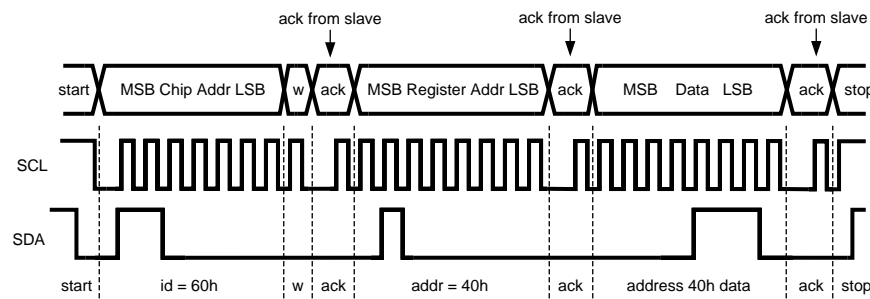 ack from slave ack from slave ack from slave
start MSB Chip Addr LSB w ack MSB Register Addr LSB ack MSB Data LSB ack stop
SCL
SDA
start id = 60h w ack addr = 40h ack address 40h data ack stop